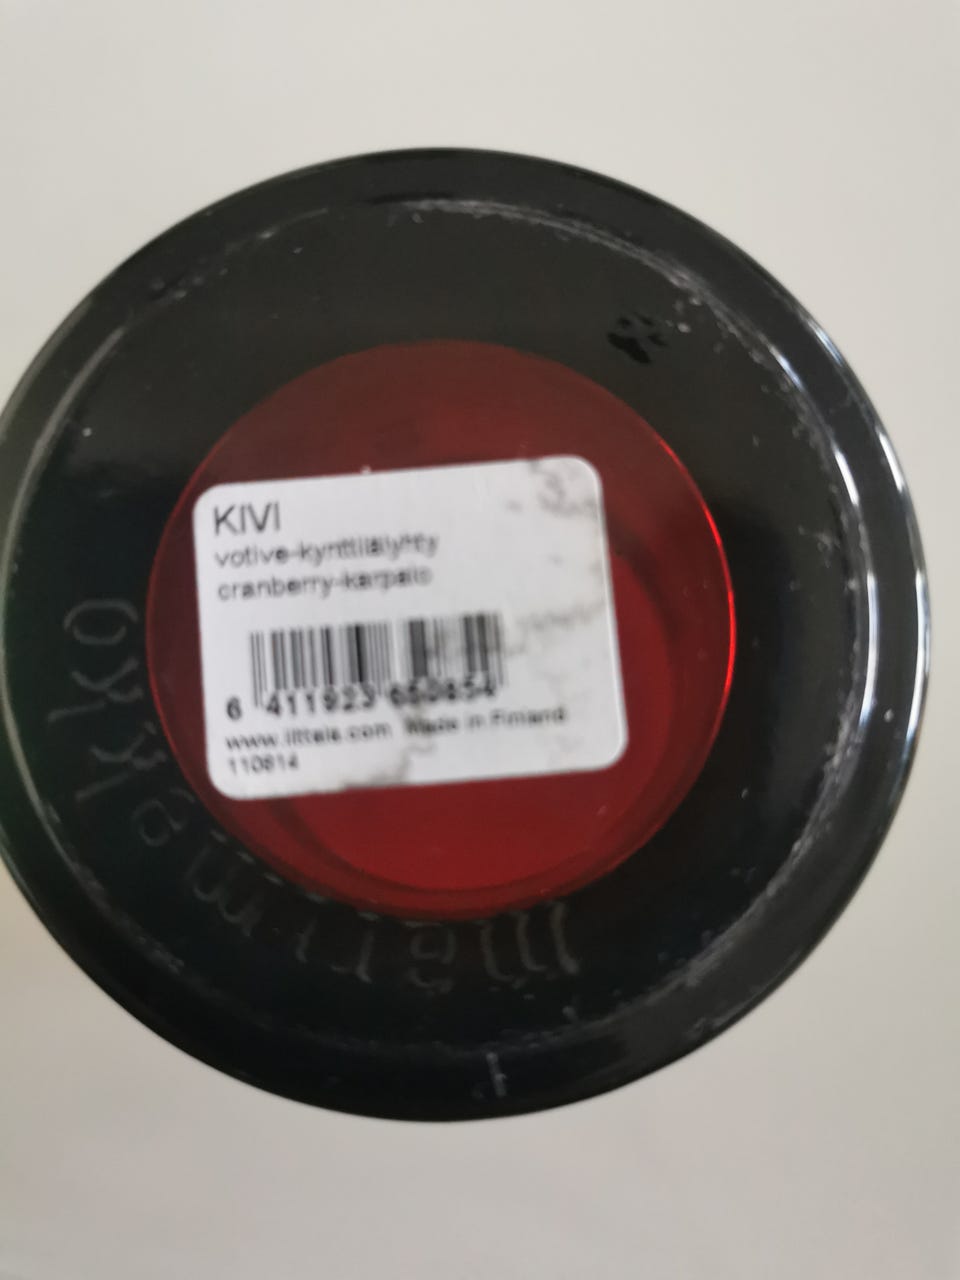 KIVI
votive-kynttilälyhty
cranberry-karpalo
6 411923 650854
www.iittala.com Made in Finland
110814
marimekko